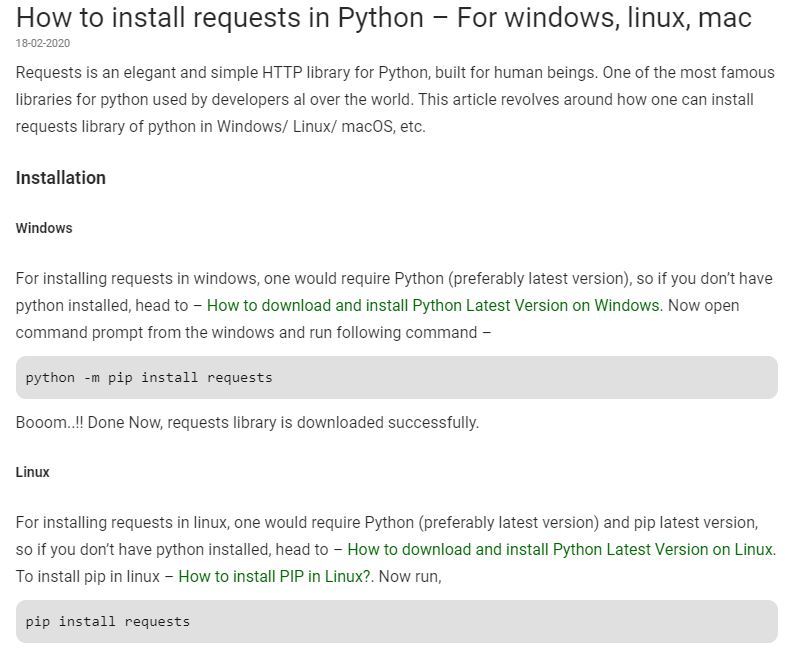 How to install requests in Python – For windows, linux, mac
18-02-2020
Requests is an elegant and simple HTTP library for Python, built for human beings. One of the most famous
libraries for python used by developers al over the world. This article revolves around how one can install
requests library of python in Windows/ Linux/ macOS, etc.
Installation
Windows
For installing requests in windows, one would require Python (preferably latest version), so if you don’t have
python installed, head to – How to download and install Python Latest Version on Windows. Now open
command prompt from the windows and run following command –
python -m pip install requests
Booom..!! Done Now, requests library is downloaded successfully.
Linux
For installing requests in linux, one would require Python (preferably latest version) and pip latest version,
so if you don’t have python installed, head to – How to download and install Python Latest Version on Linux.
To install pip in linux – How to install PIP in Linux?. Now run,
pip install requests